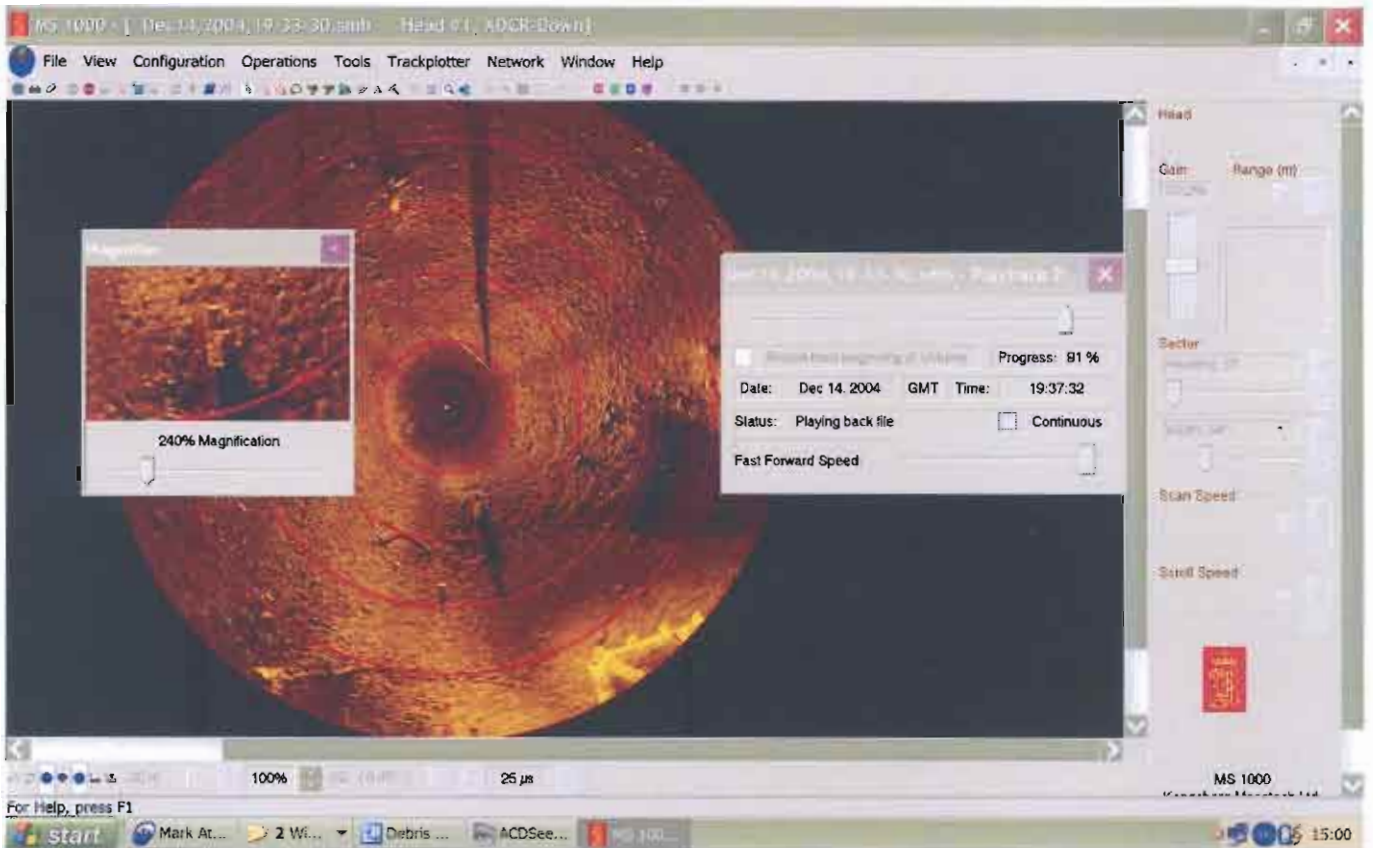 MS 1000 - [ Dec 14, 2004, 19-33-30.smb - Head #1, ADCR-Down]
File View Configuration Operations Tools Trackplotter Network Window Help
Head
Gain Range (m)
Magnifier
240% Magnification
Progress: 91 %
Date: Dec 14. 2004 GMT Time: 19:37:32
Status: Playing back file Continuous
Fast Forward Speed
Sector
Scan Speed
Scroll Speed
100% 25 µs
MS 1000
For Help, press F1
start Mark At... 2 Wi... Debris ... ACDSee... MS 100... 15:00